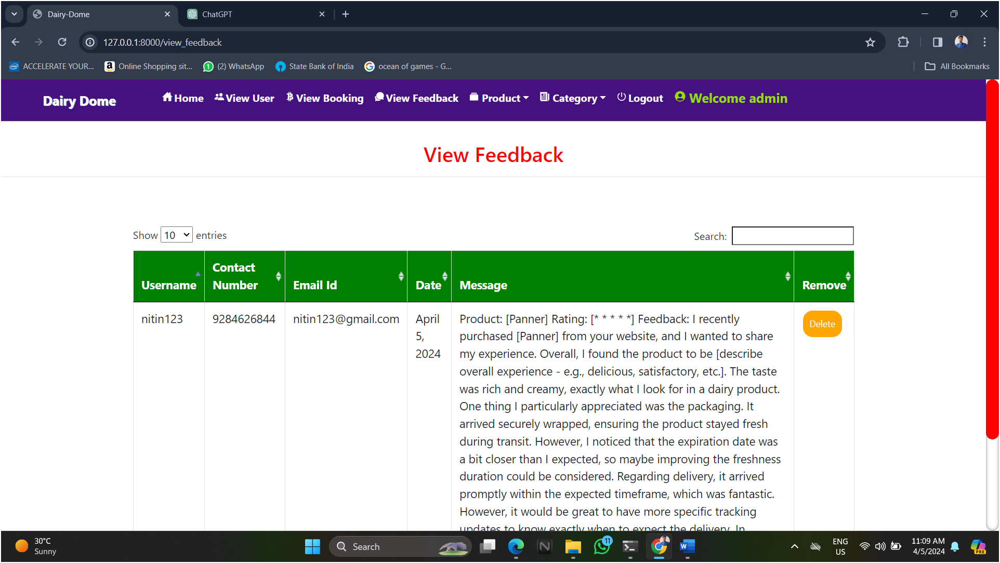 Dairy-Dome
ChatGPT
127.0.0.1:8000/view_feedback
ACCELERATE YOUR...
Online Shopping sit...
(2) WhatsApp
State Bank of India
ocean of games - G...
All Bookmarks
Dairy Dome
Home
View User
View Booking
View Feedback
Product
Category
Logout
Welcome admin
View Feedback
Show 10 entries
Search:
Username
Contact
Number
Email Id
Date
Message
Remove
nitin123
9284626844
nitin123@gmail.com
April
5,
2024
Product: [Panner] Rating: [* * * * *] Feedback: I recently
purchased [Panner] from your website, and I wanted to share
my experience. Overall, I found the product to be [describe
overall experience - e.g., delicious, satisfactory, etc.]. The taste
was rich and creamy, exactly what I look for in a dairy product.
One thing I particularly appreciated was the packaging. It
arrived securely wrapped, ensuring the product stayed fresh
during transit. However, I noticed that the expiration date was
a bit closer than I expected, so maybe improving the freshness
duration could be considered. Regarding delivery, it arrived
promptly within the expected timeframe, which was fantastic.
However, it would be great to have more specific tracking
updates to know exactly when to expect the delivery. In
Delete
30°C
Sunny
Search
11
ENG
US
11:09 AM
4/5/2024
PRE